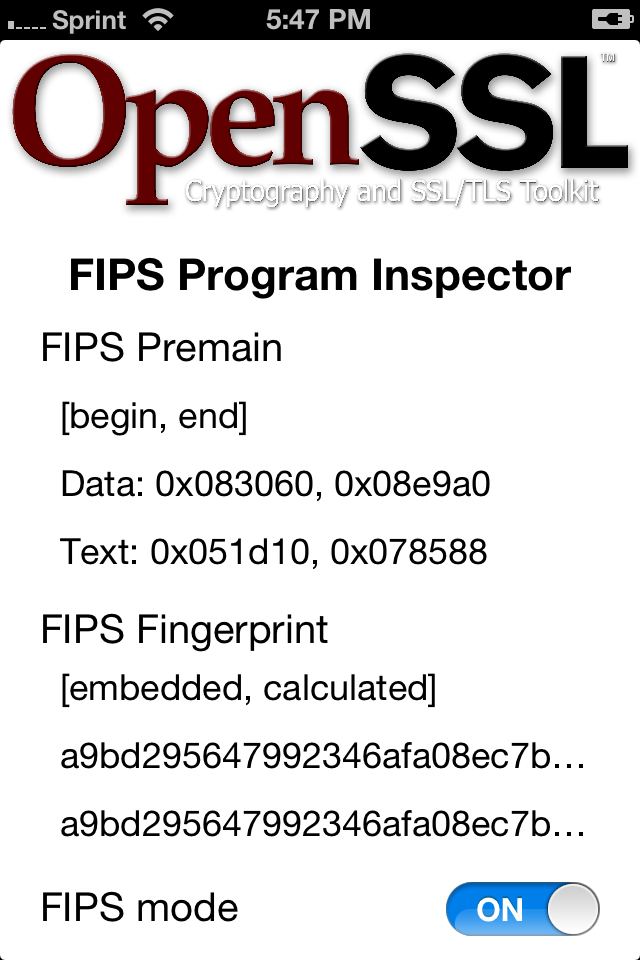 Sprint 5:47 PM
OpenSSL™
Cryptography and SSL/TLS Toolkit
FIPS Program Inspector
FIPS Premain
[begin, end]
Data: 0x083060, 0x08e9a0
Text: 0x051d10, 0x078588
FIPS Fingerprint
[embedded, calculated]
a9bd295647992346afa08ec7b...
a9bd295647992346afa08ec7b...
FIPS mode ON